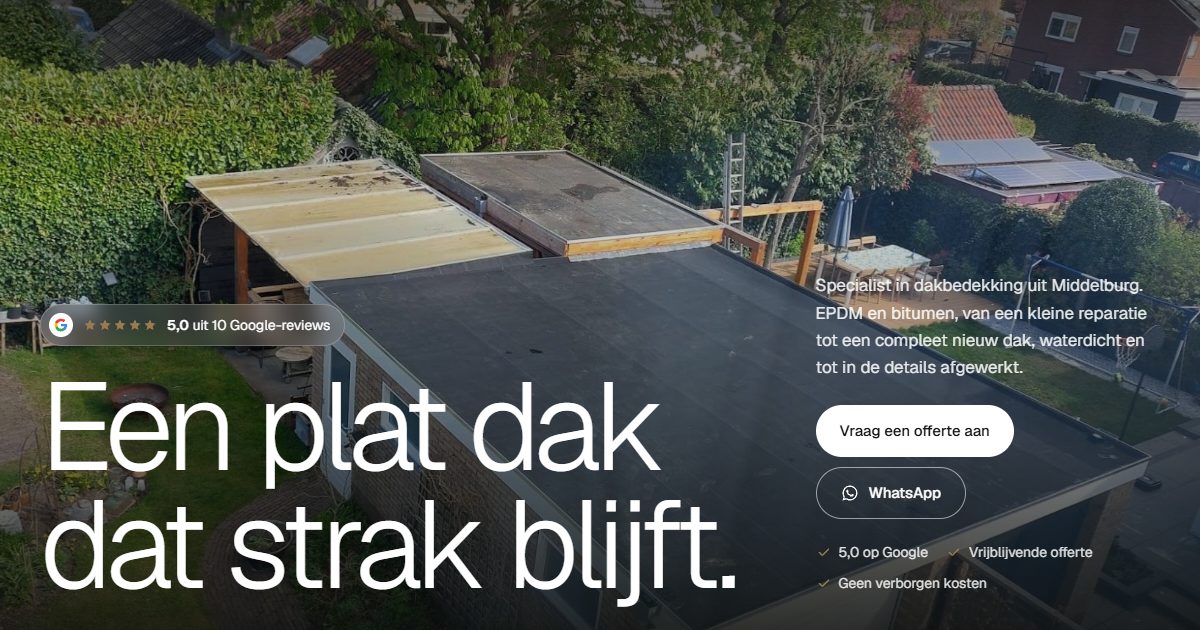 5,0 uit 10 Google-reviews
Een plat dak
dat strak blijft.
Specialist in dakbedekking uit Middelburg.
EPDM en bitumen, van een kleine reparatie
tot een compleet nieuw dak, waterdicht en
tot in de details afgewerkt.
Vraag een offerte aan
WhatsApp
5,0 op Google
Vrijblijvende offerte
Geen verborgen kosten